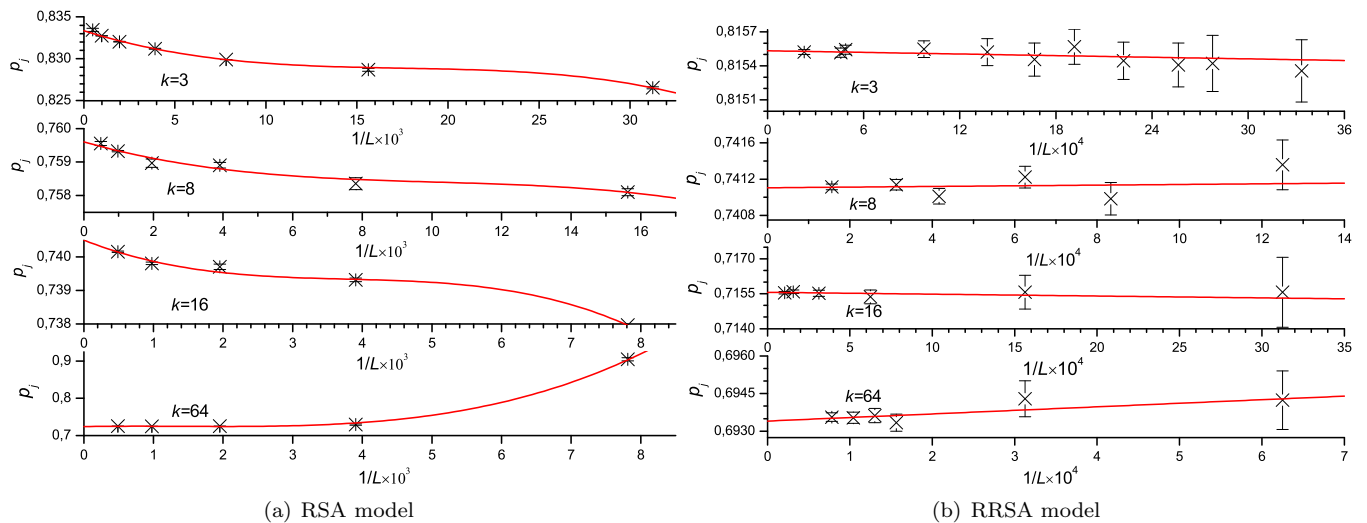 0,835
0,830
0,825
p_j
k=3
0 5 10 15 20 25 30
1/L×10³
0,760
0,759
0,758
k=8
0 2 4 6 8 10 12 14 16
1/L×10³
0,740
0,739
0,738
p_j
k=16
0 1 2 3 4 5 6 7 8
1/L×10³
0,9
0,8
0,7
p_j
k=64
0 1 2 3 4 5 6 7 8
1/L×10³
(a) RSA model
0,8157
0,8154
0,8151
p_j
k=3
0 6 12 18 24 30 36
1/L×10⁴
0,7416
0,7412
0,7408
p_j
k=8
0 2 4 6 8 10 12 14
1/L×10⁴
0,7170
0,7155
0,7140
p_j
k=16
0 5 10 15 20 25 30 35
1/L×10⁴
0,6960
0,6945
0,6930
p_j
k=64
0 1 2 3 4 5 6 7
1/L×10⁴
(b) RRSA model